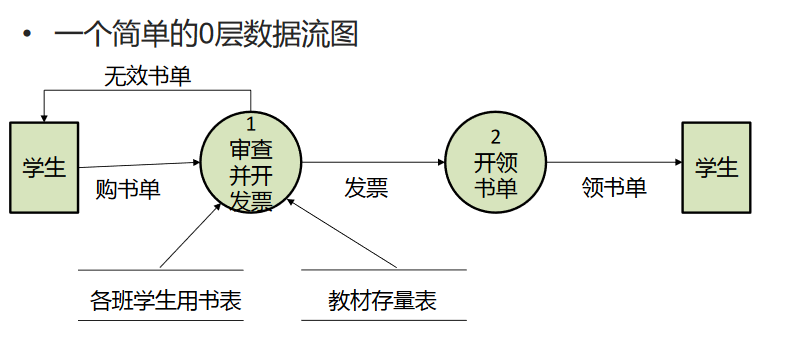 • 一个简单的0层数据流图
无效书单
学生
购书单
1
审查
并开
发票
发票
2
开领
书单
领书单
学生
各班学生用书表
教材存量表